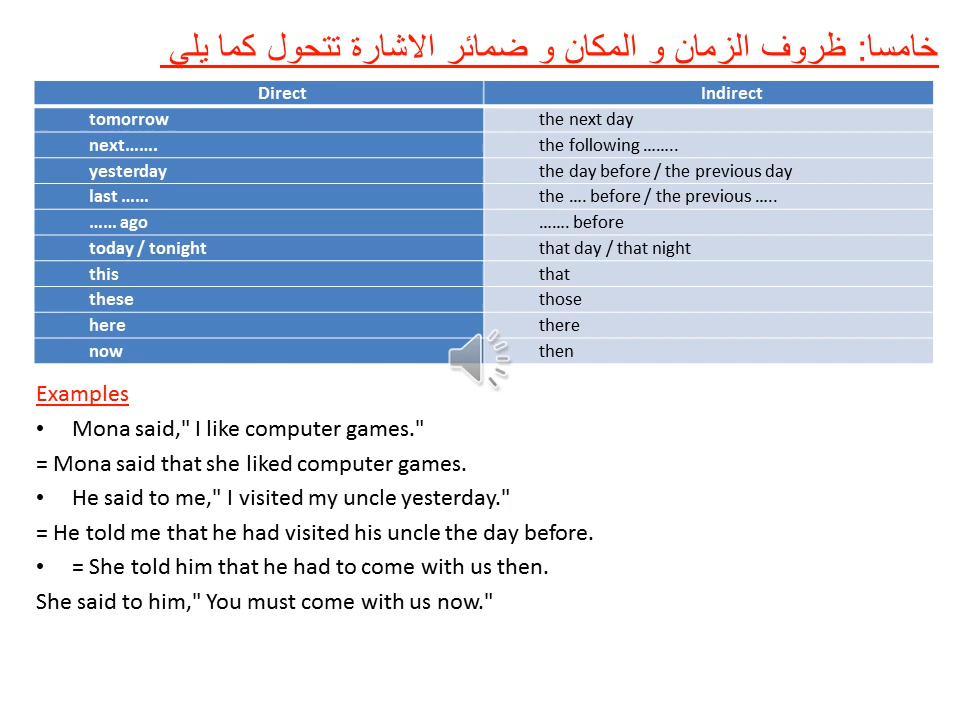 خامسا: ظروف الزمان و المكان و ضمائر الاشارة تتحول كما يلي
Direct Indirect
tomorrow the next day
next……. the following ……..
yesterday the day before / the previous day
last …… the …. before / the previous …..
…… ago ……. before
today / tonight that day / that night
this that
these those
here there
now then
Examples
• Mona said," I like computer games."
= Mona said that she liked computer games.
• He said to me," I visited my uncle yesterday."
= He told me that he had visited his uncle the day before.
• = She told him that he had to come with us then.
She said to him," You must come with us now."